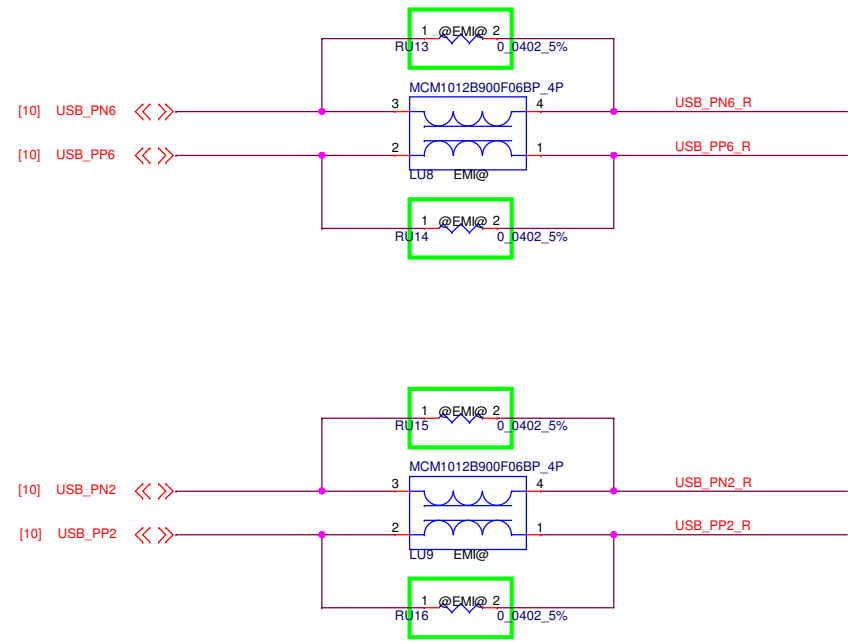 1 @EMI@ 2
RU13 0_0402_5%
MCM1012B900F06BP_4P
[10] USB_PN6 3 4 USB_PN6_R
[10] USB_PP6 2 1 USB_PP6_R
LU8 EMI@
1 @EMI@ 2
RU14 0_0402_5%
1 @EMI@ 2
RU15 0_0402_5%
MCM1012B900F06BP_4P
[10] USB_PN2 3 4 USB_PN2_R
[10] USB_PP2 2 1 USB_PP2_R
LU9 EMI@
1 @EMI@ 2
RU16 0_0402_5%